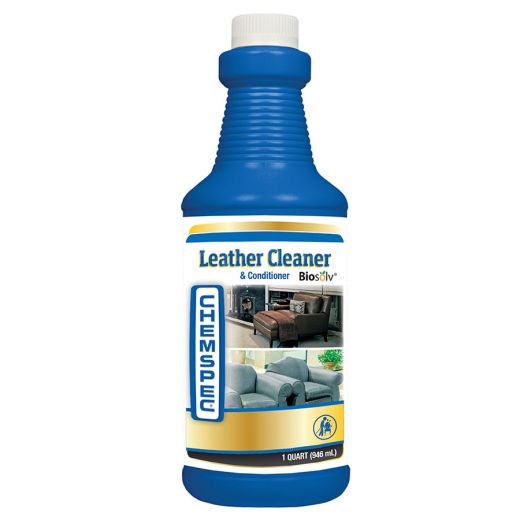 Leather Cleaner
& Conditioner Biosolv®
CHEMSPEC®
1 QUART (946 mL)